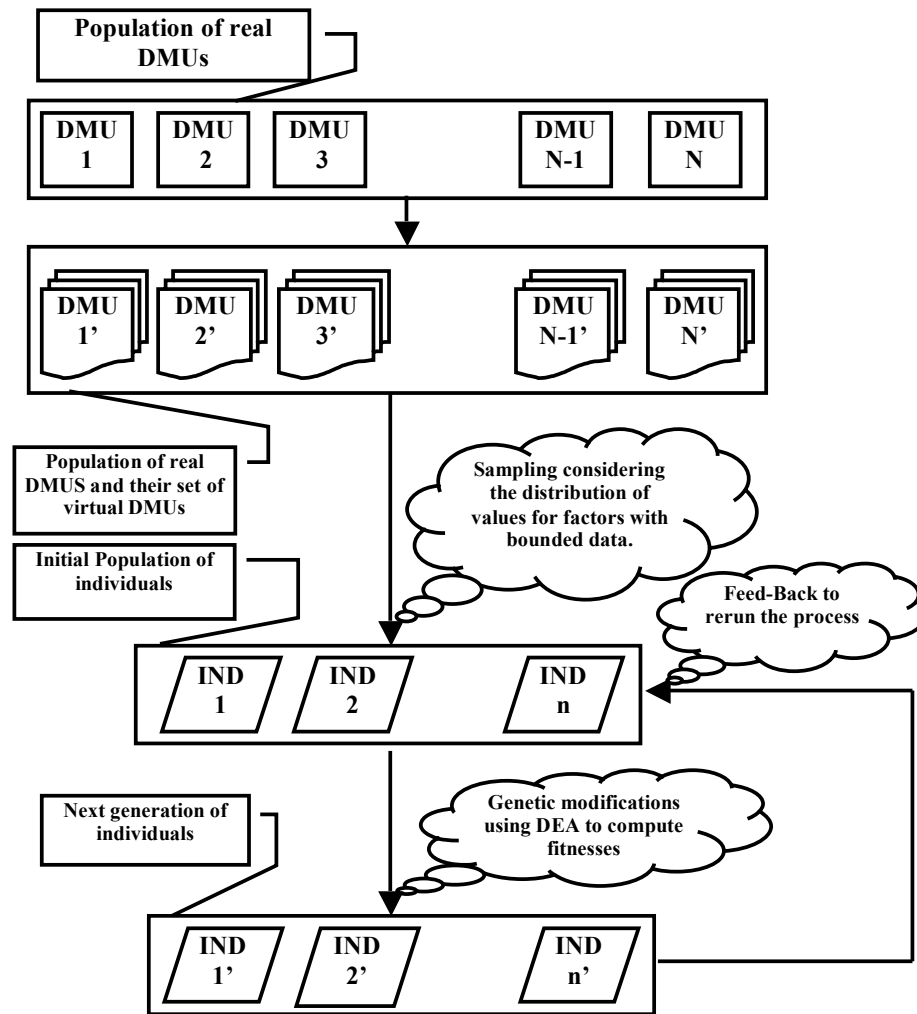 Population of real
DMUs
DMU
1
DMU
2
DMU
3
DMU
N-1
DMU
N
DMU
1’
DMU
2’
DMU
3’
DMU
N-1’
DMU
N’
Population of real
DMUS and their set of
virtual DMUs
Sampling considering
the distribution of
values for factors with
bounded data.
Initial Population of
individuals
Feed-Back to
rerun the process
IND
1
IND
2
IND
n
Next generation of
individuals
Genetic modifications
using DEA to compute
fitnesses
IND
1’
IND
2’
IND
n’